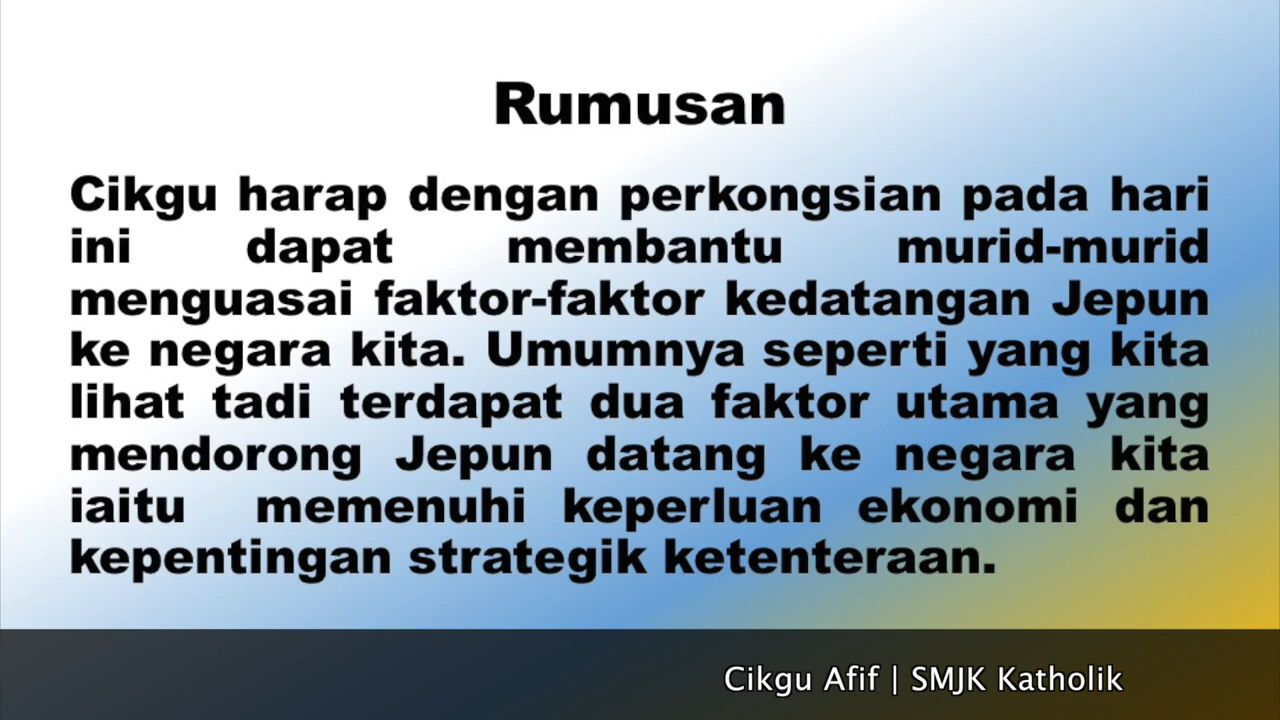 Rumusan
Cikgu harap dengan perkongsian pada hari
ini dapat membantu murid-murid
menguasai faktor-faktor kedatangan Jepun
ke negara kita. Umumnya seperti yang kita
lihat tadi terdapat dua faktor utama yang
mendorong Jepun datang ke negara kita
iaitu memenuhi keperluan ekonomi dan
kepentingan strategik ketenteraan.
Cikgu Afif | SMJK Katholik